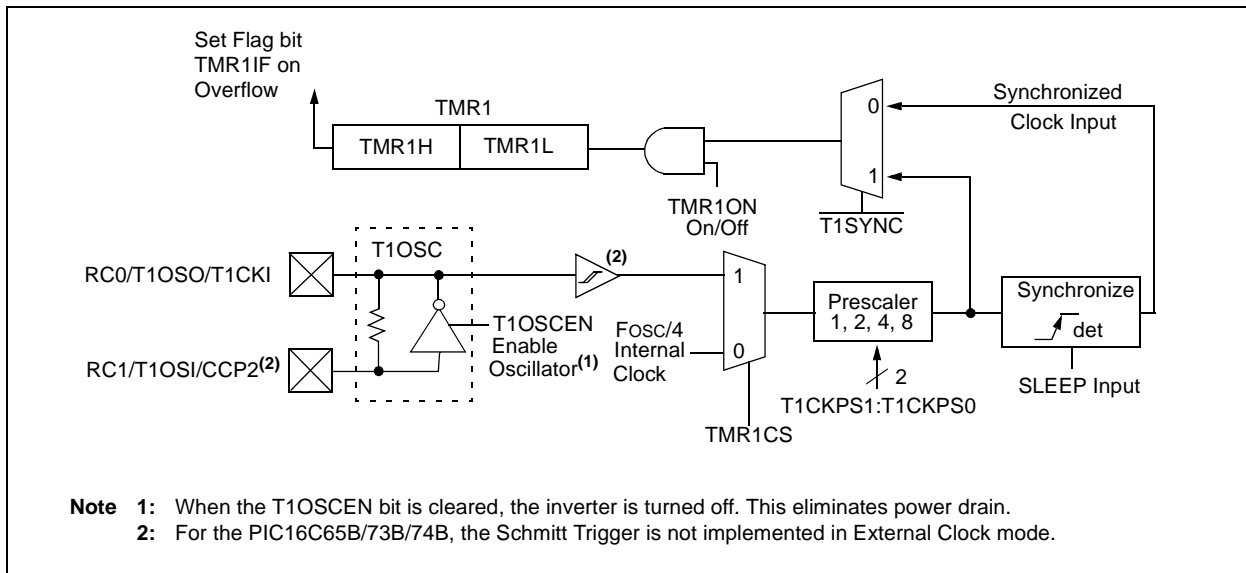 Set Flag bit
TMR1IF on
Overflow
TMR1
TMR1H
TMR1L
0
Synchronized
Clock Input
1
TMR1ON
On/Off
T1SYNC
T1OSC
(2)
RC0/T1OSO/T1CKI
1
Prescaler
1, 2, 4, 8
Synchronize
det
T1OSCEN
Enable
Oscillator(1)
FOSC/4
Internal
Clock
0
RC1/T1OSI/CCP2(2)
2
SLEEP Input
T1CKPS1:T1CKPS0
TMR1CS
Note 1: When the T1OSCEN bit is cleared, the inverter is turned off. This eliminates power drain.
2: For the PIC16C65B/73B/74B, the Schmitt Trigger is not implemented in External Clock mode.